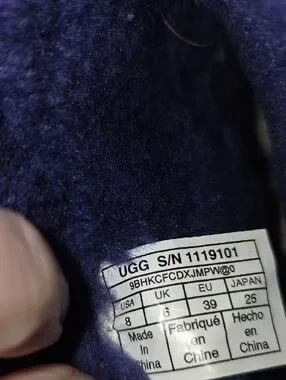 UGG S/N 1119101
9BHKCFCDXJMPW@0
USA UK EU JAPAN
8 6 39 25
Made Fabriqué Hecho
in en en
China Chine China